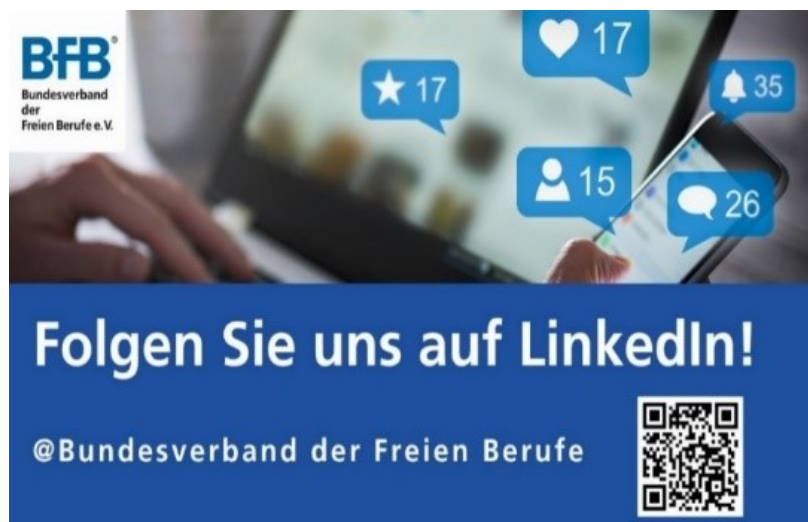 BFB®
Bundesverband
der
Freien Berufe e.V.
17
17
35
15
26
Folgen Sie uns auf LinkedIn!
@Bundesverband der Freien Berufe